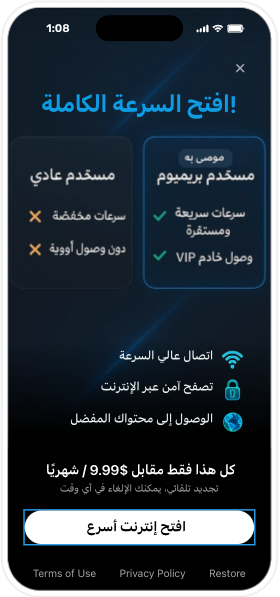 1:08
افتح السرعة الكاملة!
موصى به
مستخدم بريميوم
سرعات سريعة
ومستقرة
وصول خادم VIP
مستخدم عادي
سرعات مخفضة
دون وصول أووية
اتصال عالي السرعة
تصفح آمن عبر الإنترنت
الوصول إلى محتواك المفضل
كل هذا فقط مقابل 9.99$ / شهريًا
تجديد تلقائي، يمكنك الإلغاء في أي وقت
افتح إنترنت أسرع
Terms of Use
Privacy Policy
Restore